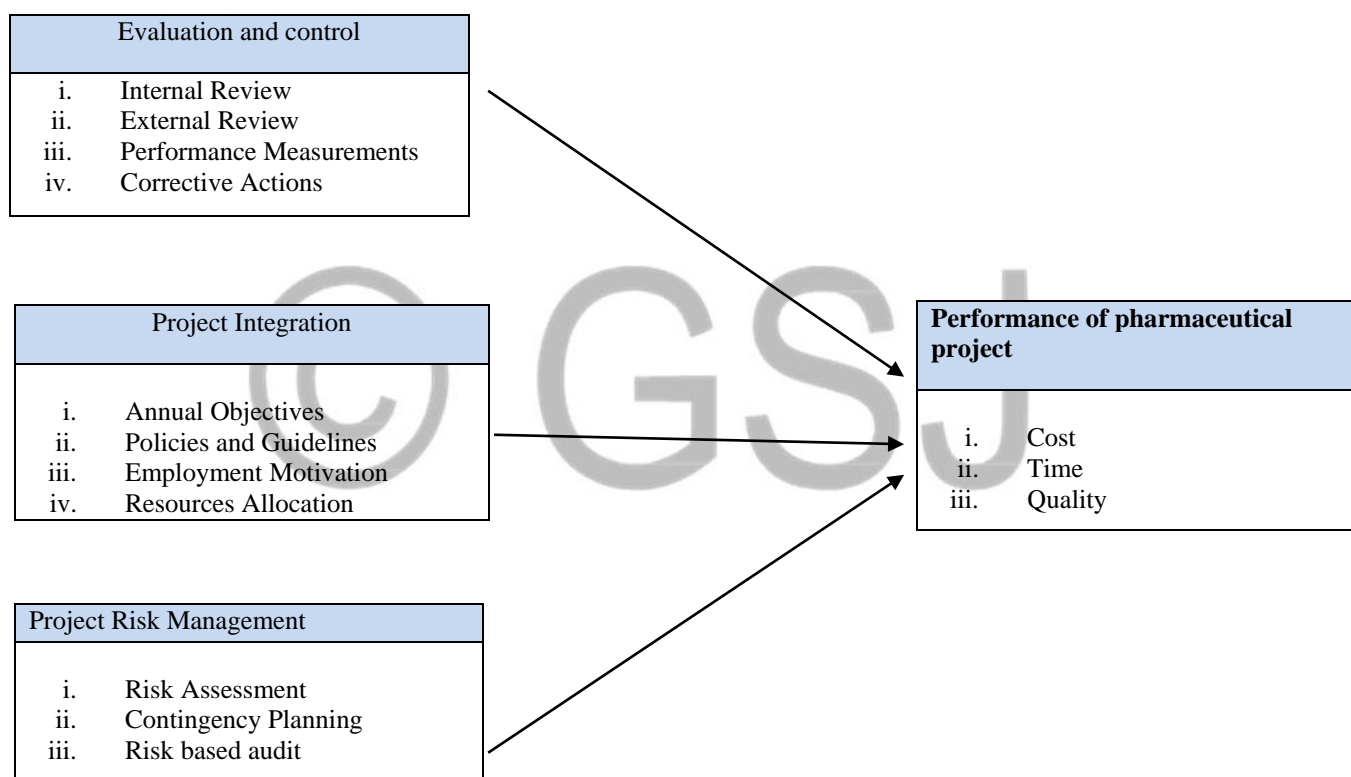 Evaluation and control
i. Internal Review
ii. External Review
iii. Performance Measurements
iv. Corrective Actions
© GSJ
Project Integration
i. Annual Objectives
ii. Policies and Guidelines
iii. Employment Motivation
iv. Resources Allocation
Performance of pharmaceutical
project
i. Cost
ii. Time
iii. Quality
Project Risk Management
i. Risk Assessment
ii. Contingency Planning
iii. Risk based audit